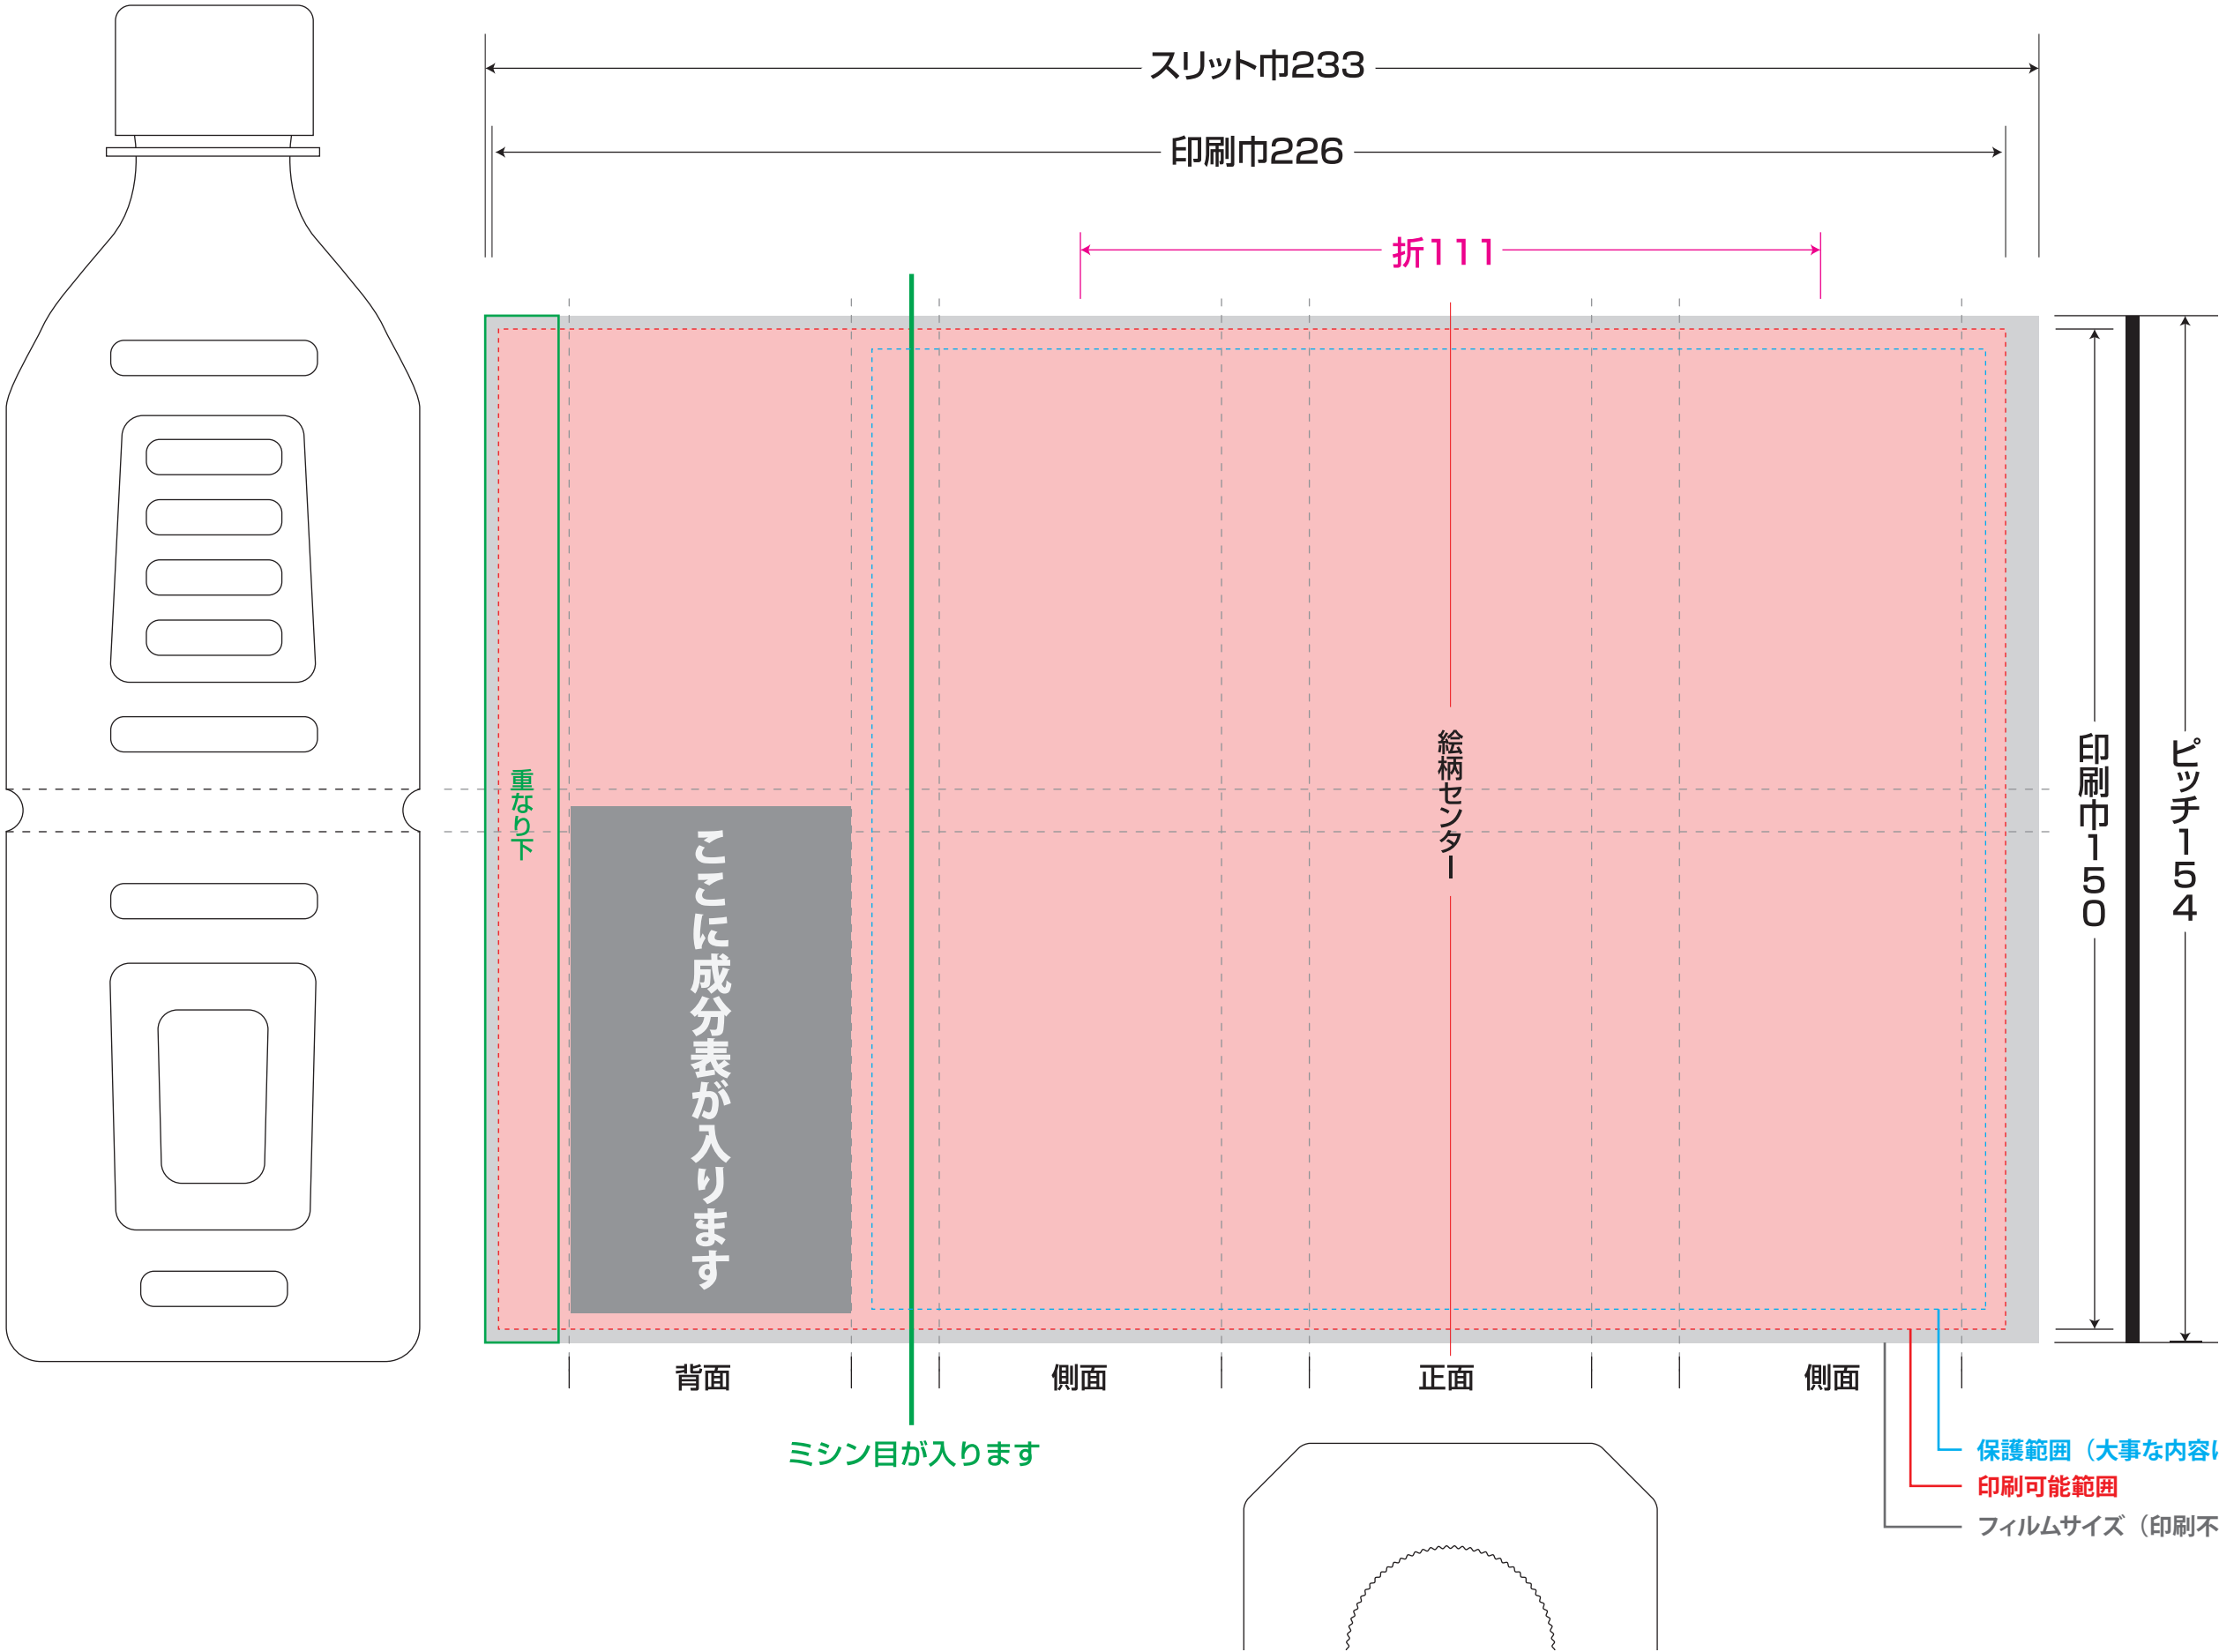 スリット巾233
印刷巾226
折111
重なり下
ここに成分表が入ります
絵柄センター
印刷巾150
ピッチ154
背面
側面
正面
側面
ミシン目が入ります
保護範囲（大事な内容
印刷可能範囲
フィルムサイズ（印刷不